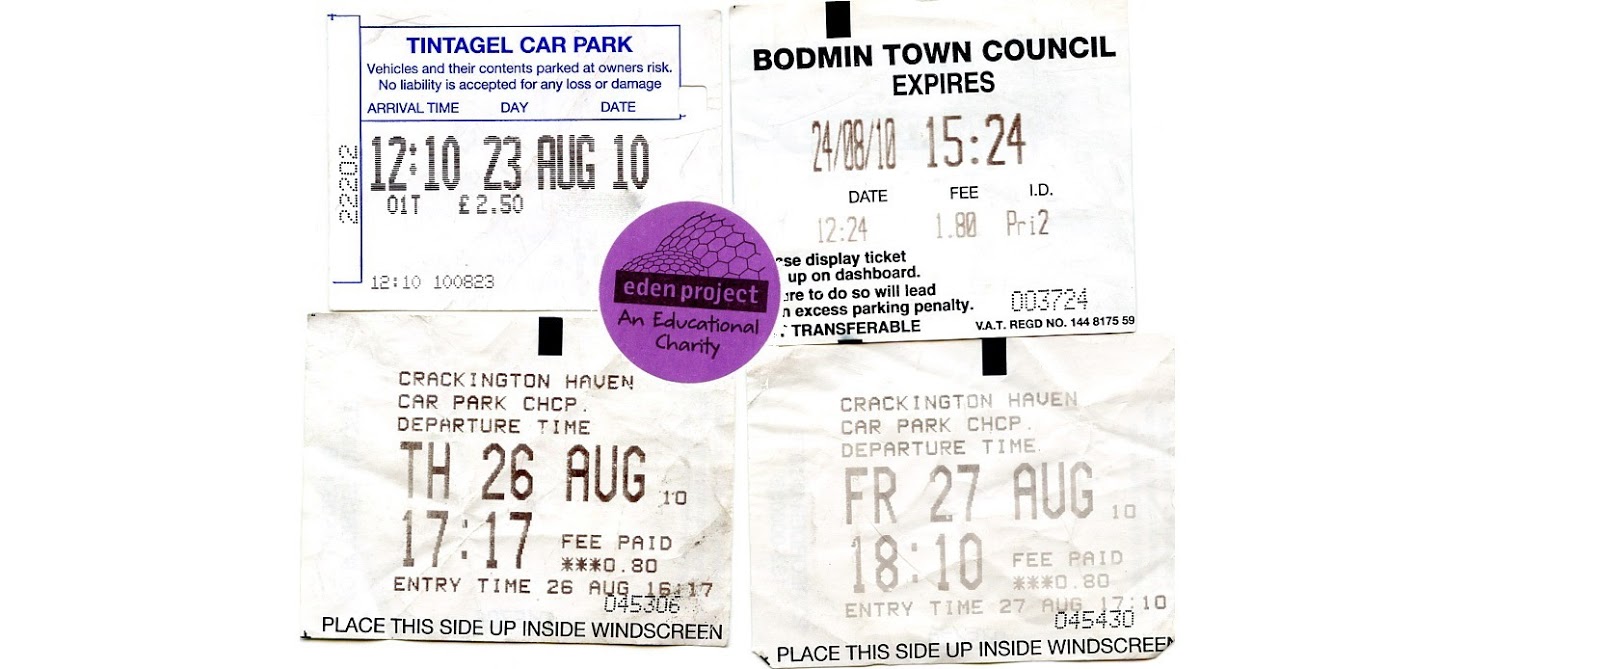 TINTAGEL CAR PARK
Vehicles and their contents parked at owners risk.
No liability is accepted for any loss or damage
ARRIVAL TIME DAY DATE
12:10 23 AUG 10
01T £2.50
12:10 100823
22202
BODMIN TOWN COUNCIL
EXPIRES
24/08/10 15:24
DATE FEE I.D.
12:24 1.80 Pri2
se display ticket
up on dashboard.
re to do so will lead
n excess parking penalty.
TRANSFERABLE
003724
V.A.T. REGD NO. 144 8175 59
eden project
An Educational
Charity
CRACKINGTON HAVEN
CAR PARK CHCP.
DEPARTURE TIME
TH 26 AUG 10
17:17 FEE PAID
***0.80
ENTRY TIME 26 AUG 16:17
045306
PLACE THIS SIDE UP INSIDE WINDSCREEN
CRACKINGTON HAVEN
CAR PARK CHCP.
DEPARTURE TIME.
FR 27 AUG 10
18:10 FEE PAID
***0.80
ENTRY TIME 27 AUG 17:10
045430
PLACE THIS SIDE UP INSIDE WINDSCREEN